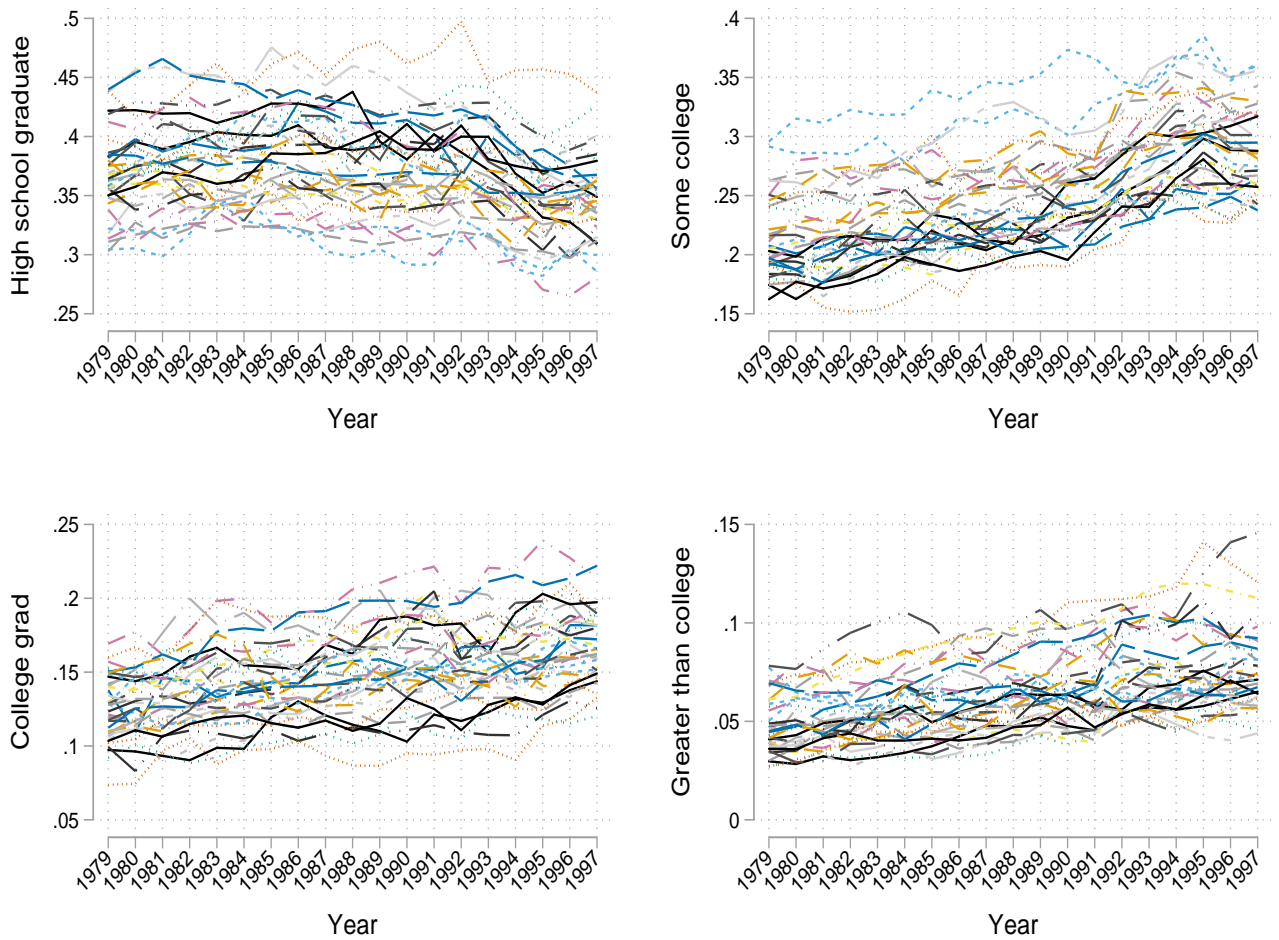 High school graduate
.5
.45
.4
.35
.3
.25
1979 1980 1981 1982 1983 1984 1985 1986 1987 1988 1989 1990 1991 1992 1993 1994 1995 1996 1997
Year
Some college
.4
.35
.3
.25
.2
.15
1979 1980 1981 1982 1983 1984 1985 1986 1987 1988 1989 1990 1991 1992 1993 1994 1995 1996 1997
Year
College grad
.25
.2
.15
.1
.05
1979 1980 1981 1982 1983 1984 1985 1986 1987 1988 1989 1990 1991 1992 1993 1994 1995 1996 1997
Year
Greater than college
.15
.1
.05
0
1979 1980 1981 1982 1983 1984 1985 1986 1987 1988 1989 1990 1991 1992 1993 1994 1995 1996 1997
Year